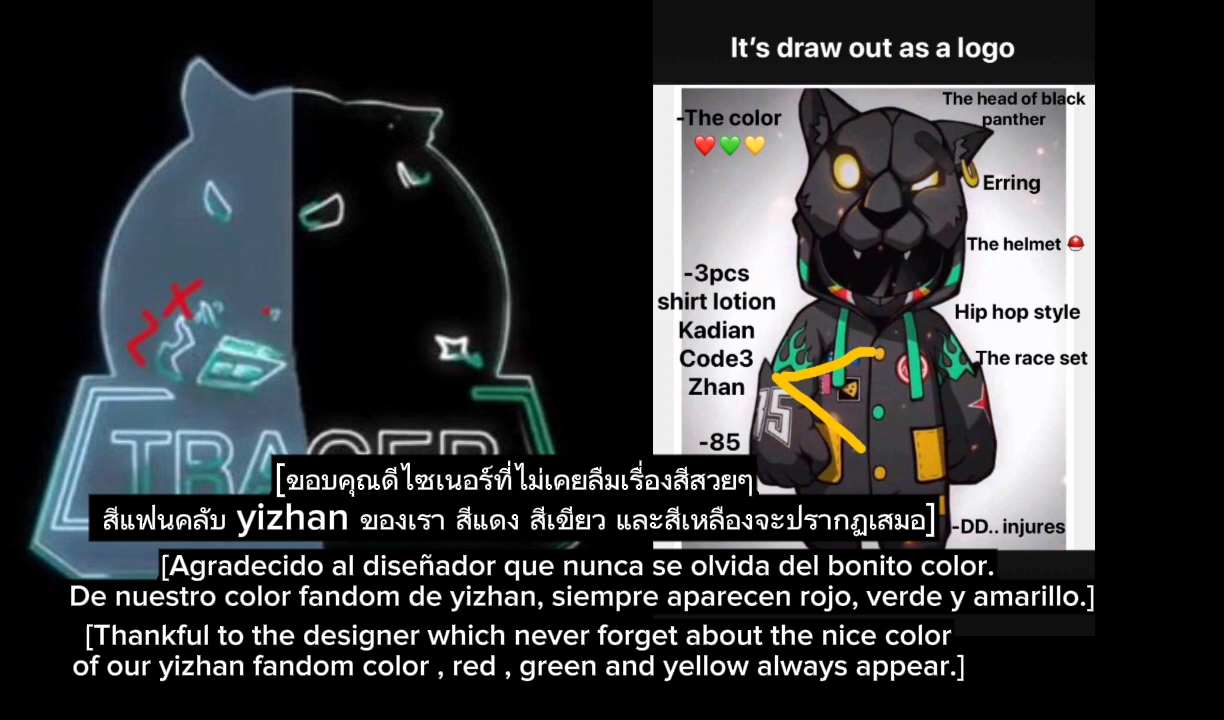 It's draw out as a logo
-The color
❤️💚💛
The head of black
panther
Erring
The helmet ⛑️
-3pcs
shirt lotion
Kadian
Code3
Zhan
Hip hop style
The race set
-85
85
-DD.. injures
TRACER
[ขอบคุณดีไซเนอร์ที่ไม่เคยลืมเรื่องสีสวยๆ
สีแฟนคลับ yizhan ของเรา สีแดง สีเขียว และสีเหลืองจะปรากฏเสมอ]
[Agradecido al diseñador que nunca se olvida del bonito color.
De nuestro color fandom de yizhan, siempre aparecen rojo, verde y amarillo.]
[Thankful to the designer which never forget about the nice color
of our yizhan fandom color , red , green and yellow always appear.]